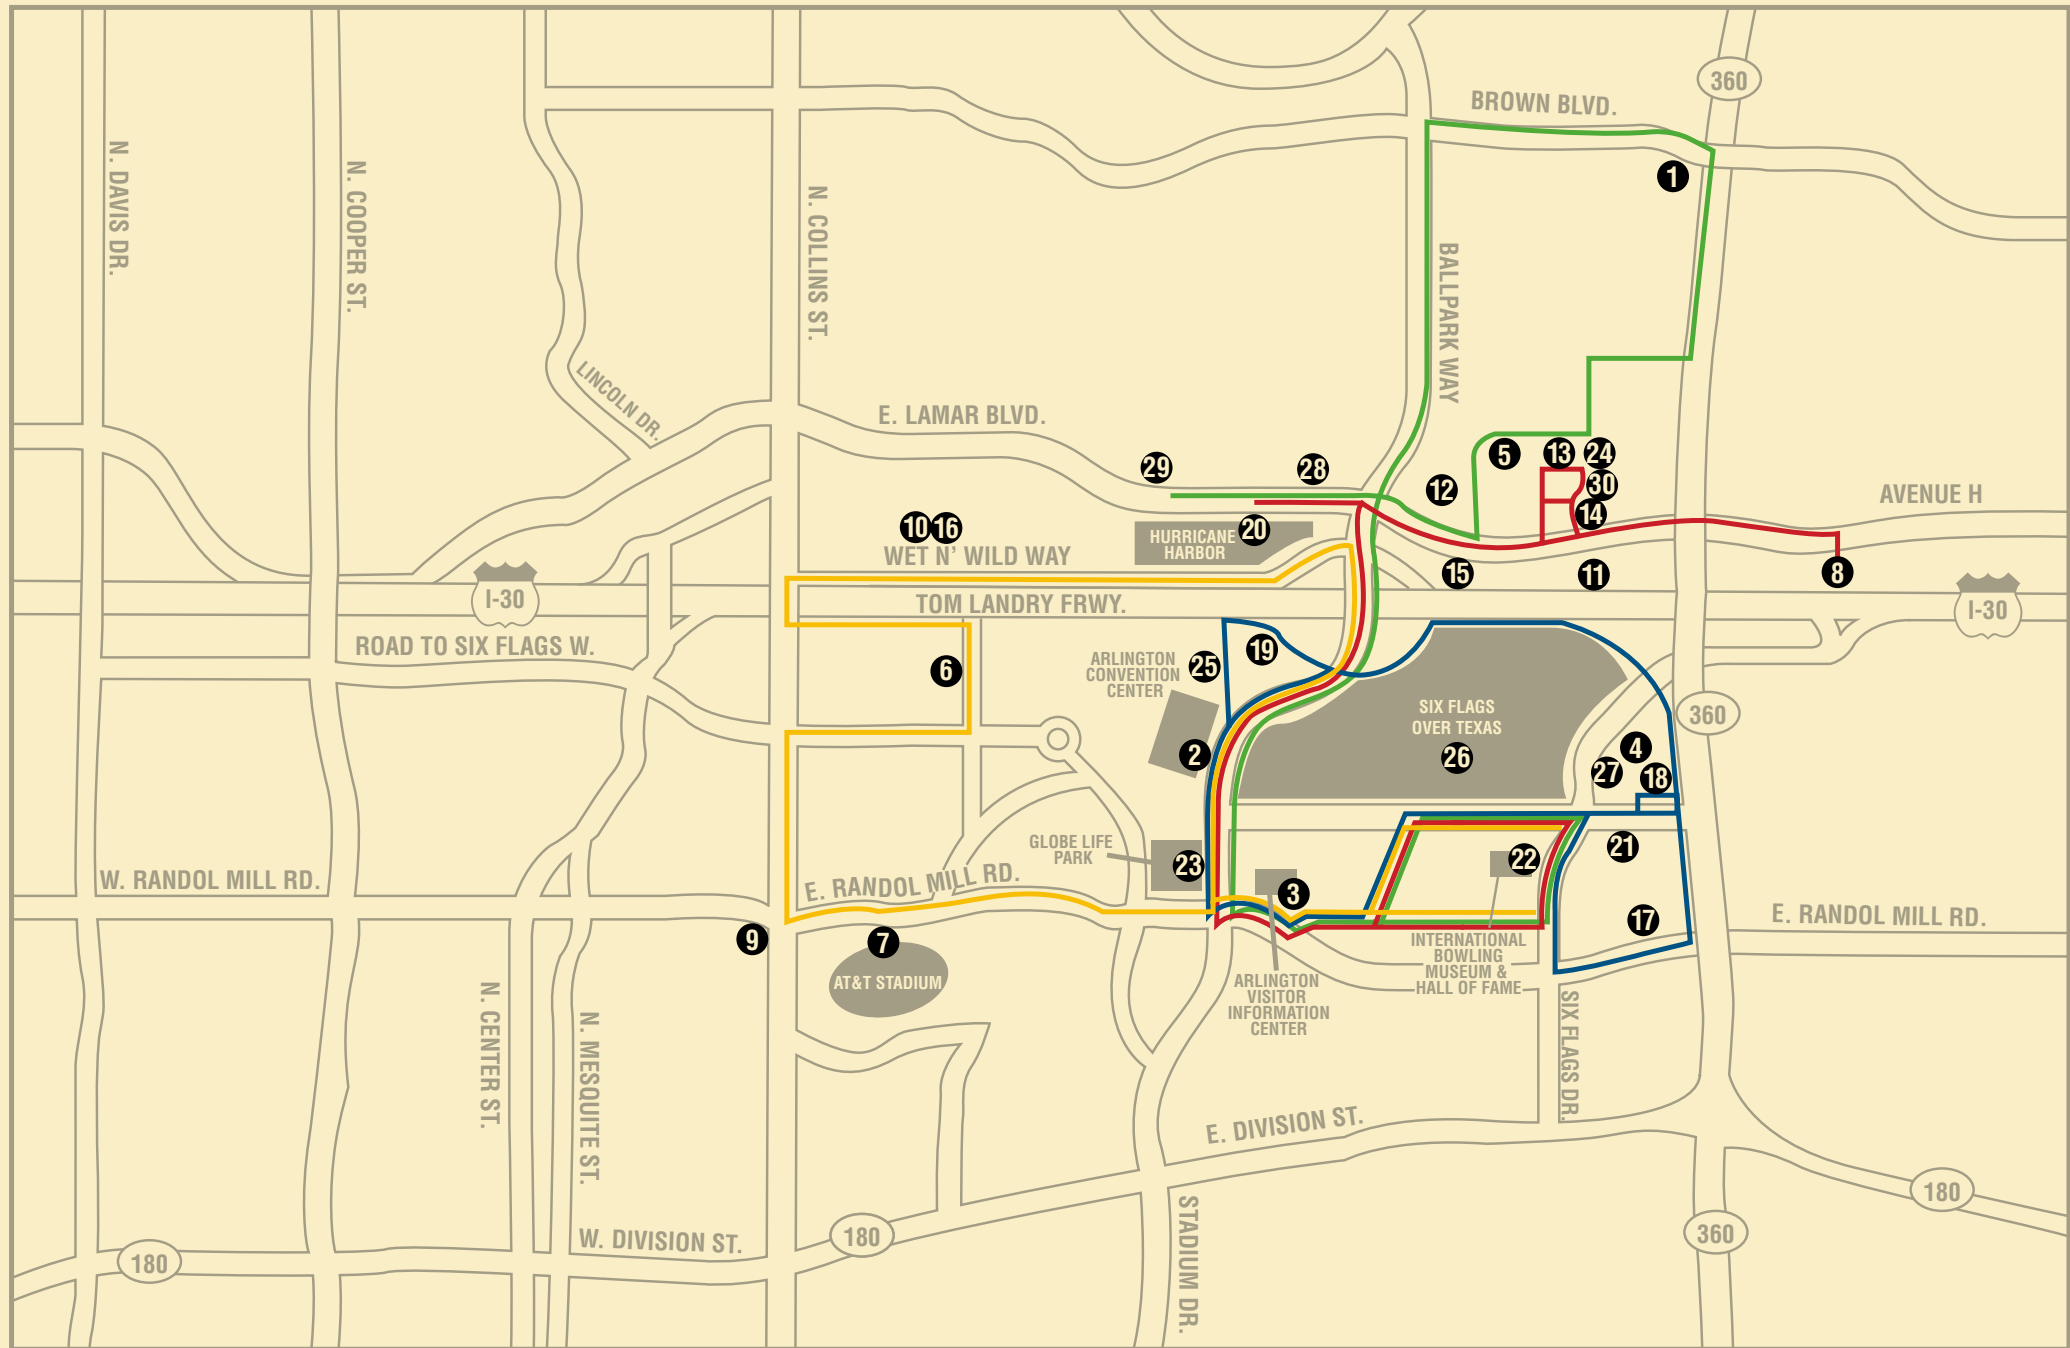 360
BROWN BLVD.
N. DAVIS DR.
N. COOPER ST.
N. COLLINS ST.
1
BALLPARK WAY
LINCOLN DR.
E. LAMAR BLVD.
29
28
12
5
13
24
30
14
AVENUE H
10
16
WET N' WILD WAY
HURRICANE
HARBOR
20
15
11
8
I-30
TOM LANDRY FRWY.
I-30
ROAD TO SIX FLAGS W.
6
ARLINGTON
CONVENTION
CENTER
25
19
2
SIX FLAGS
OVER TEXAS
26
360
4
27
18
GLOBE LIFE
PARK
23
22
21
W. RANDOL MILL RD.
E. RANDOL MILL RD.
3
9
7
AT&T STADIUM
17
E. RANDOL MILL RD.
INTERNATIONAL
BOWLING
MUSEUM &
HALL OF FAME
ARLINGTON
VISITOR
INFORMATION
CENTER
N. CENTER ST.
N. MESQUITE ST.
SIX FLAGS DR.
E. DIVISION ST.
180
W. DIVISION ST.
180
180
360
STADIUM DR.